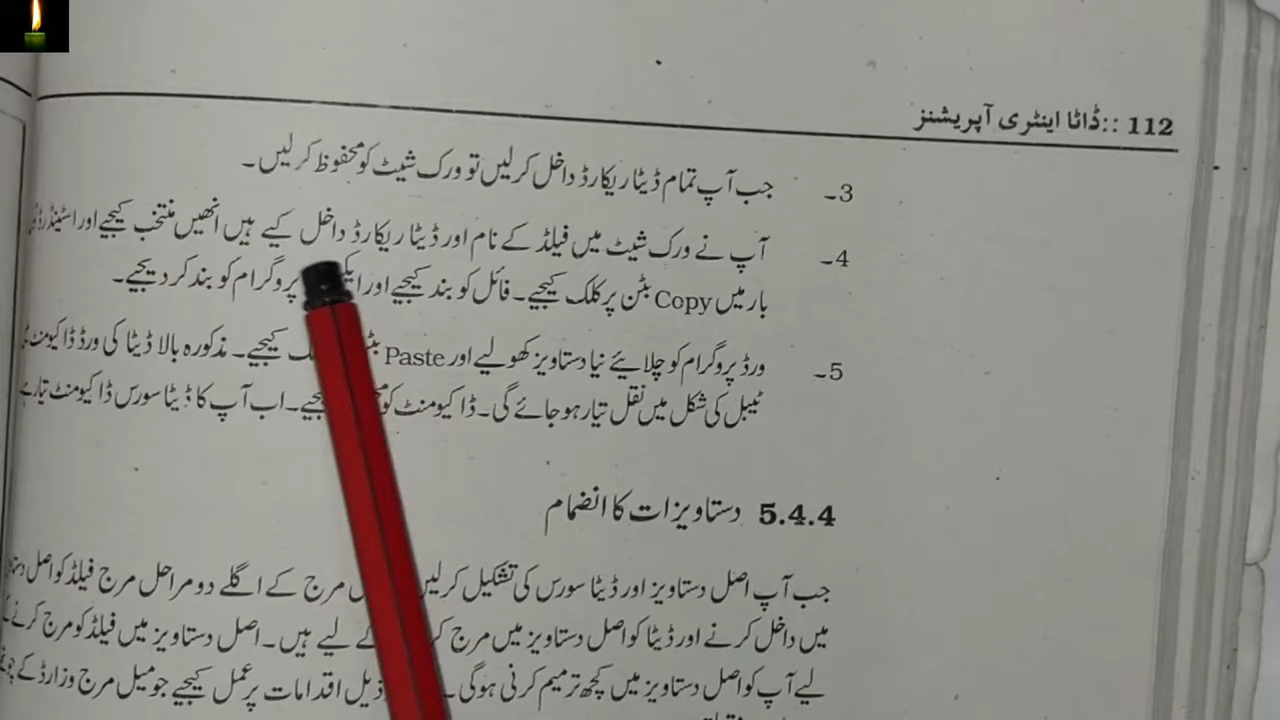 112 :: ڈاٹا اینٹری آپریشنز
3۔ جب آپ تمام ڈیٹا ریکارڈ داخل کرلیں تو ورک شیٹ کو محفوظ کرلیں۔
4۔ آپ نے ورک شیٹ میں فیلڈ کے نام اور ڈیٹا ریکارڈ داخل کیے ہیں انھیں منتخب کیجیے اور اسٹینڈرڈ
بار میں Copy بٹن پر کلک کیجیے۔ فائل کو بند کیجیے اور پروگرام کو بند کر دیجیے۔
5۔ ورڈ پروگرام کو چلایئے نیا دستاویز کھولیے اور Paste کیجیے۔ مذکورہ بالا ڈیٹا کی ورڈ ڈاکیومنٹ
ٹیبل کی شکل میں نقل تیار ہو جائے گی۔ ڈاکیومنٹ کو اب آپ کا ڈیٹا سورس ڈاکیومنٹ تیار ہے
5.4.4 دستاویزات کا انضمام
جب آپ اصل دستاویز اور ڈیٹا سورس کی تشکیل کرلیں مرج کے اگلے دو مراحل مرج فیلڈ کو اصل
میں داخل کرنے اور ڈیٹا کو اصل دستاویز میں مرج کے لیے ہیں۔ اصل دستاویز میں فیلڈ کو مرج کرنے
لیے آپ کو اصل دستاویز میں کچھ ترمیم کرنی ہوگی۔ ذیل اقدامات پر عمل کیجیے جو میل مرج وزارڈ کے